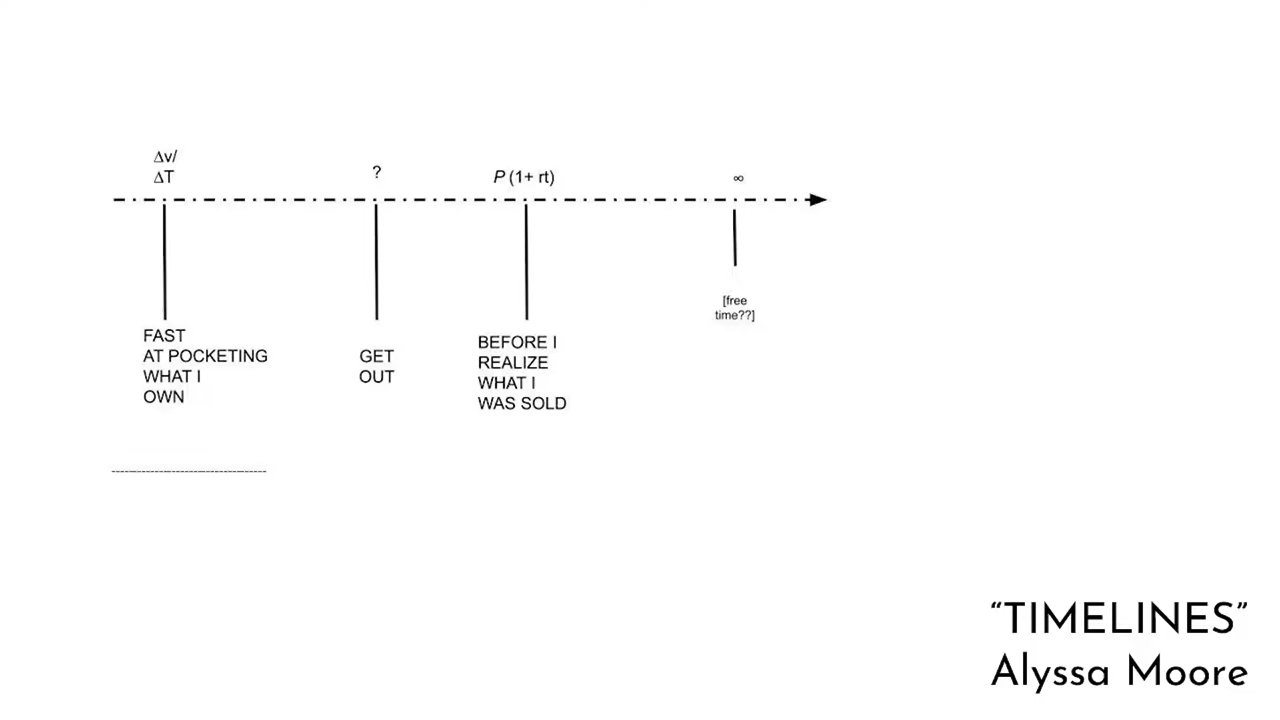 Δv/
ΔT
?
P (1+ rt)
∞
FAST
AT POCKETING
WHAT I
OWN
GET
OUT
BEFORE I
REALIZE
WHAT I
WAS SOLD
[free
time??]
“TIMELINES”
Alyssa Moore